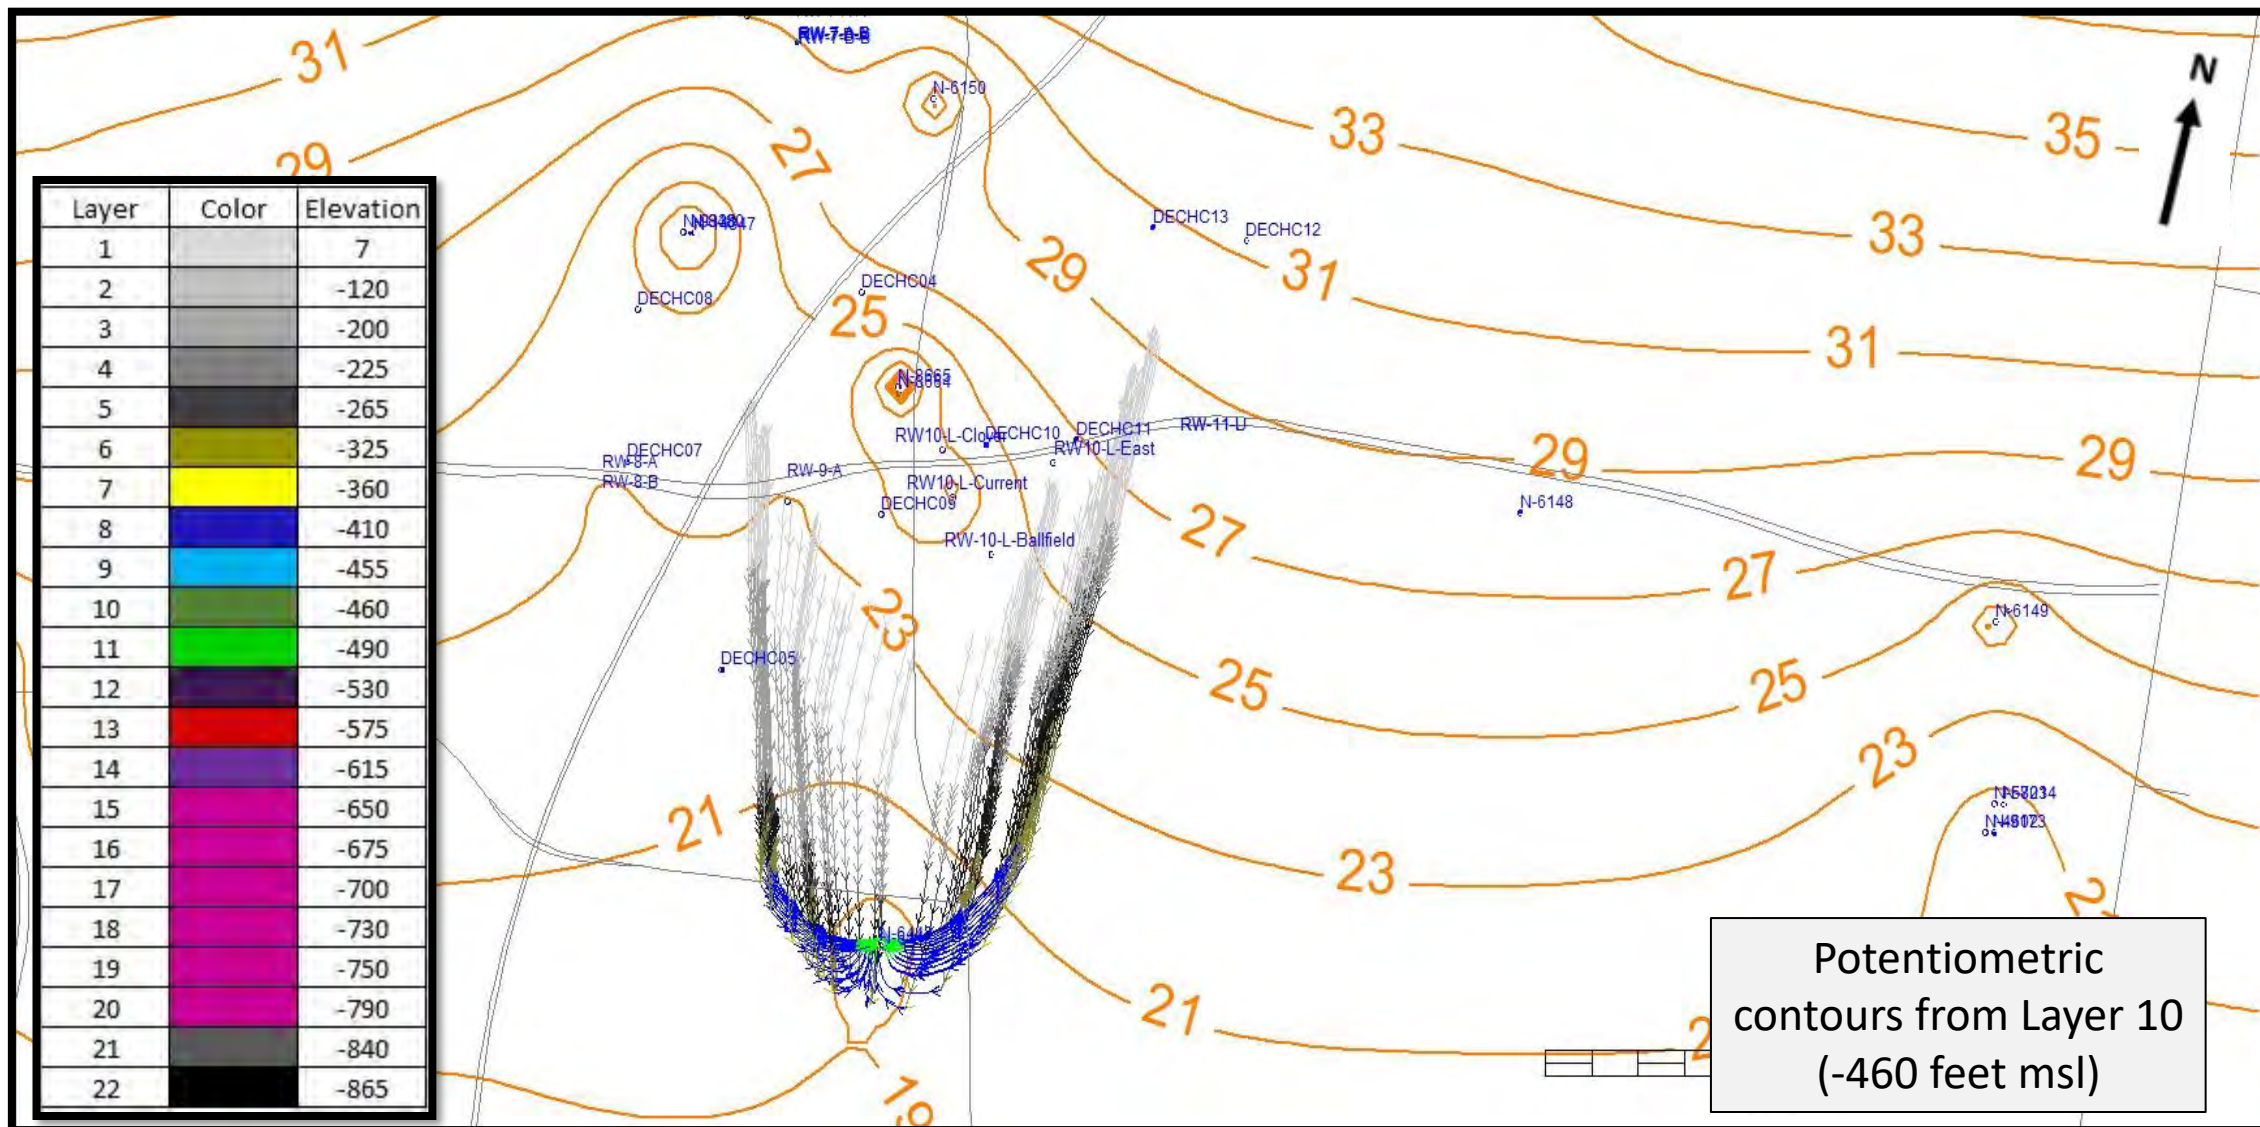 31
RW-7-B-B
N-6150
N
33
35
27
29
Layer Color Elevation
1 7
2 -120
3 -200
4 -225
5 -265
6 -325
7 -360
8 -410
9 -455
10 -460
11 -490
12 -530
13 -575
14 -615
15 -650
16 -675
17 -700
18 -730
19 -750
20 -790
21 -840
22 -865
DECHC13
DECHC12
33
29
31
DECHC04
DECHC08
25
31
RW10-L-Clover
DECHC10
DECHC11
RW-11-U
RW10-L-East
DECHC07
RW-8-A
RW-8-B
RW-9-A
RW10-L-Current
DECHC09
29
29
N-6148
27
RW-10-L-Ballfield
27
23
N-6149
DECHC05
25
25
23
21
23
21
19
Potentiometric
contours from Layer 10
(-460 feet msl)